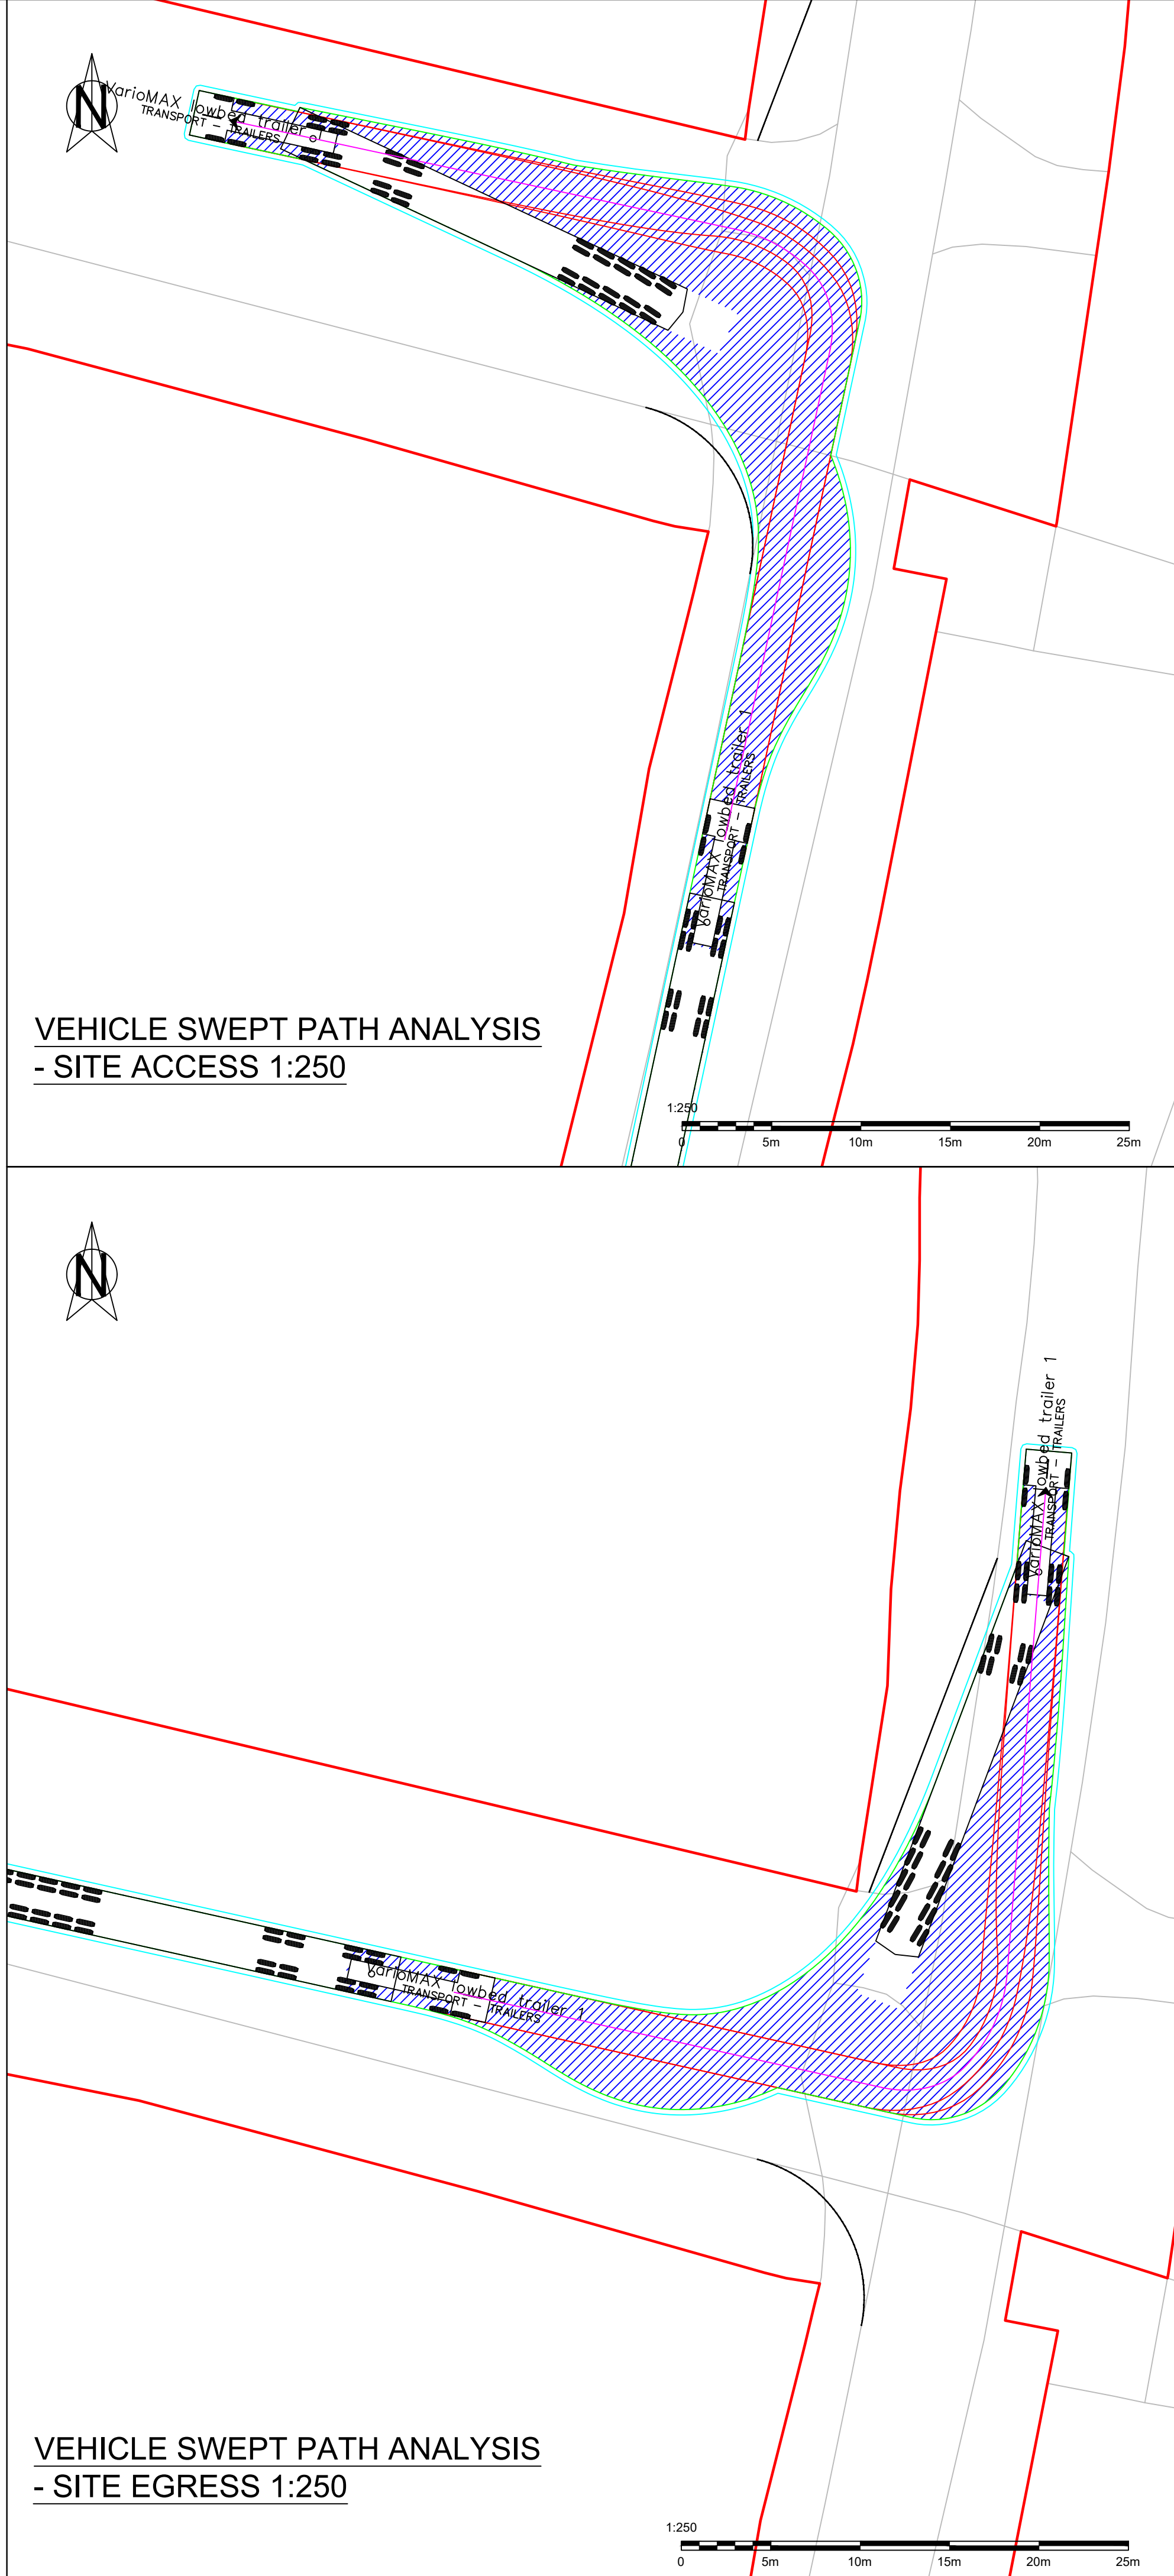 N
VarioMAX lowbed trailer
TRANSPORT - TRAILERS
VarioMAX lowbed trailer 1
TRANSPORT - TRAILERS
VEHICLE SWEPT PATH ANALYSIS
- SITE ACCESS 1:250
1:250
0 5m 10m 15m 20m 25m
N
VarioMAX lowbed trailer 1
TRANSPORT - TRAILERS
VarioMAX lowbed trailer 1
TRANSPORT - TRAILERS
VEHICLE SWEPT PATH ANALYSIS
- SITE EGRESS 1:250
1:250
0 5m 10m 15m 20m 25m